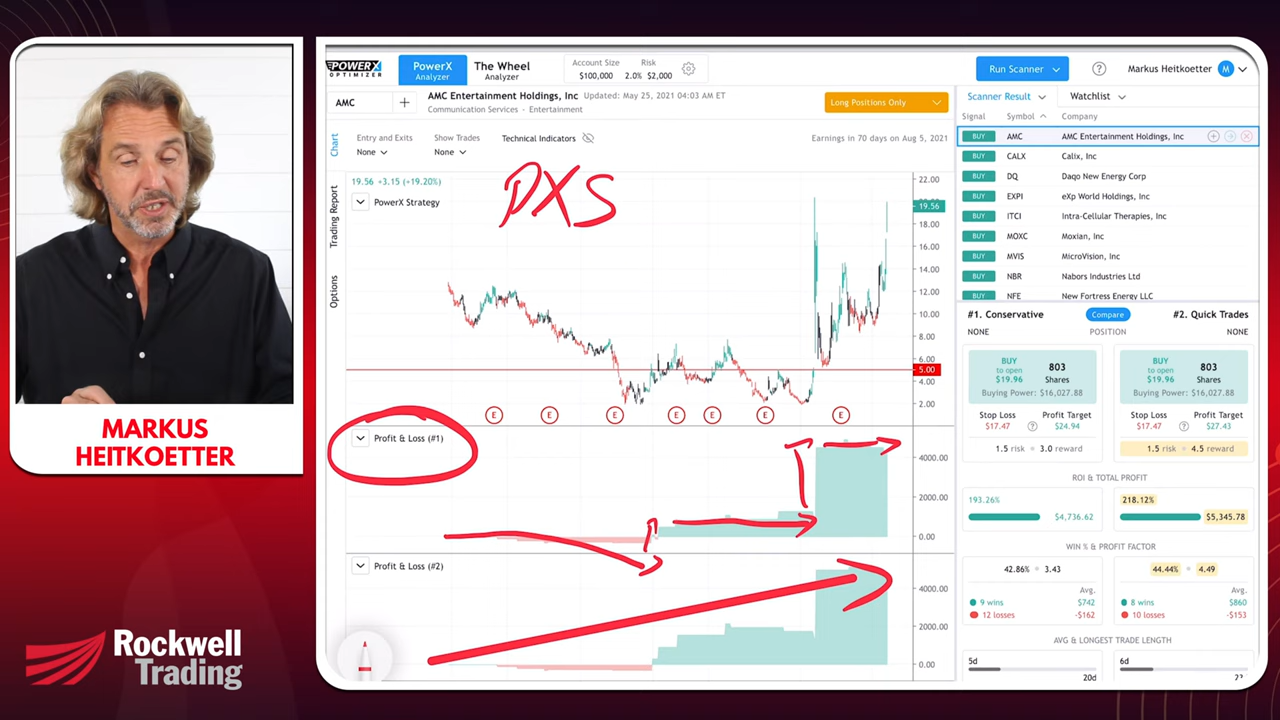 MARKUS
HEITKOETTER
Rockwell
Trading
POWERX
OPTIMIZER
PowerX
Analyzer
The Wheel
Analyzer
Account Size
$100,000
Risk
2.0% $2,000
Run Scanner
?
Markus Heitkoetter
M
AMC
+
AMC Entertainment Holdings, Inc Updated: May 25, 2021 04:03 AM ET
Communication Services - Entertainment
Long Positions Only
Chart
Trading Report
Options
Entry and Exits
None
Show Trades
None
Technical Indicators
Earnings in 70 days on Aug 5, 2021
19.56 +3.15 (+19.20%)
PowerX Strategy
PXS
22.00
19.56
18.00
16.00
14.00
12.00
10.00
8.00
6.00
5.00
4.00
2.00
E E E E E E E
Profit & Loss (#1)
4000.00
2000.00
0.00
Profit & Loss (#2)
4000.00
2000.00
0.00
Scanner Result
Watchlist
Signal Symbol Company
BUY AMC AMC Entertainment Holdings, Inc
BUY CALX Calix, Inc
BUY DQ Daqo New Energy Corp
BUY EXPI eXp World Holdings, Inc
BUY ITCI Intra-Cellular Therapies, Inc
BUY MOXC Moxian, Inc
BUY MVIS MicroVision, Inc
BUY NBR Nabors Industries Ltd
BUY NFE New Fortress Energy LLC
#1. Conservative Compare #2. Quick Trades
NONE POSITION NONE
BUY
to open
$19.96
803
Shares
Buying Power: $16,027.88
Stop Loss
$17.47
?
Profit Target
$24.94
1.5 risk 3.0 reward
BUY
to open
$19.96
803
Shares
Buying Power: $16,027.88
Stop Loss
$17.47
?
Profit Target
$27.43
1.5 risk 4.5 reward
ROI & TOTAL PROFIT
193.26%
$4,736.62
218.12%
$5,345.78
WIN % & PROFIT FACTOR
42.86% 3.43
Avg.
9 wins $742
12 losses -$162
44.44% 4.49
Avg.
8 wins $860
10 losses -$153
AVG & LONGEST TRADE LENGTH
5d
20d
6d